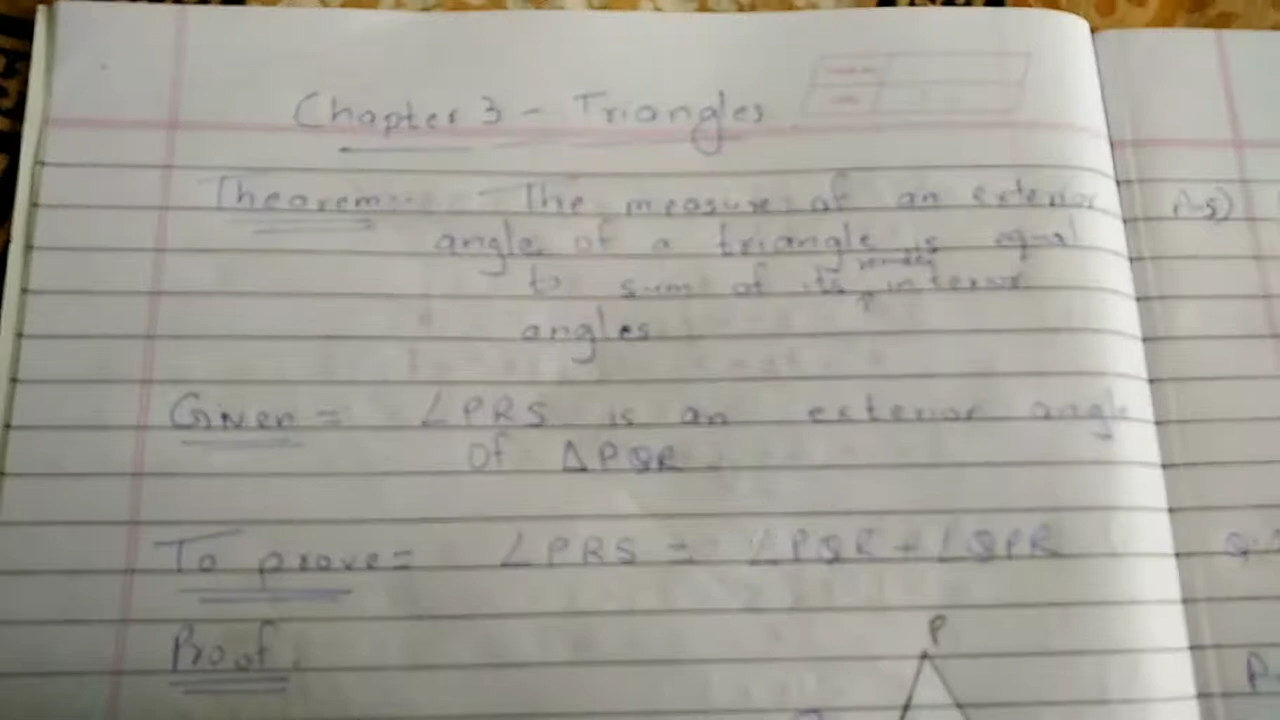 Chapter 3 - Triangles
Theorem:- - The measure of an exterior
angle of a triangle is equal
remote
to sum of its interior
angles
Given = ∠PRS is an exterior angle
of ΔPQR
To prove = ∠PRS = ∠PQR + ∠QPR
Proof.
P